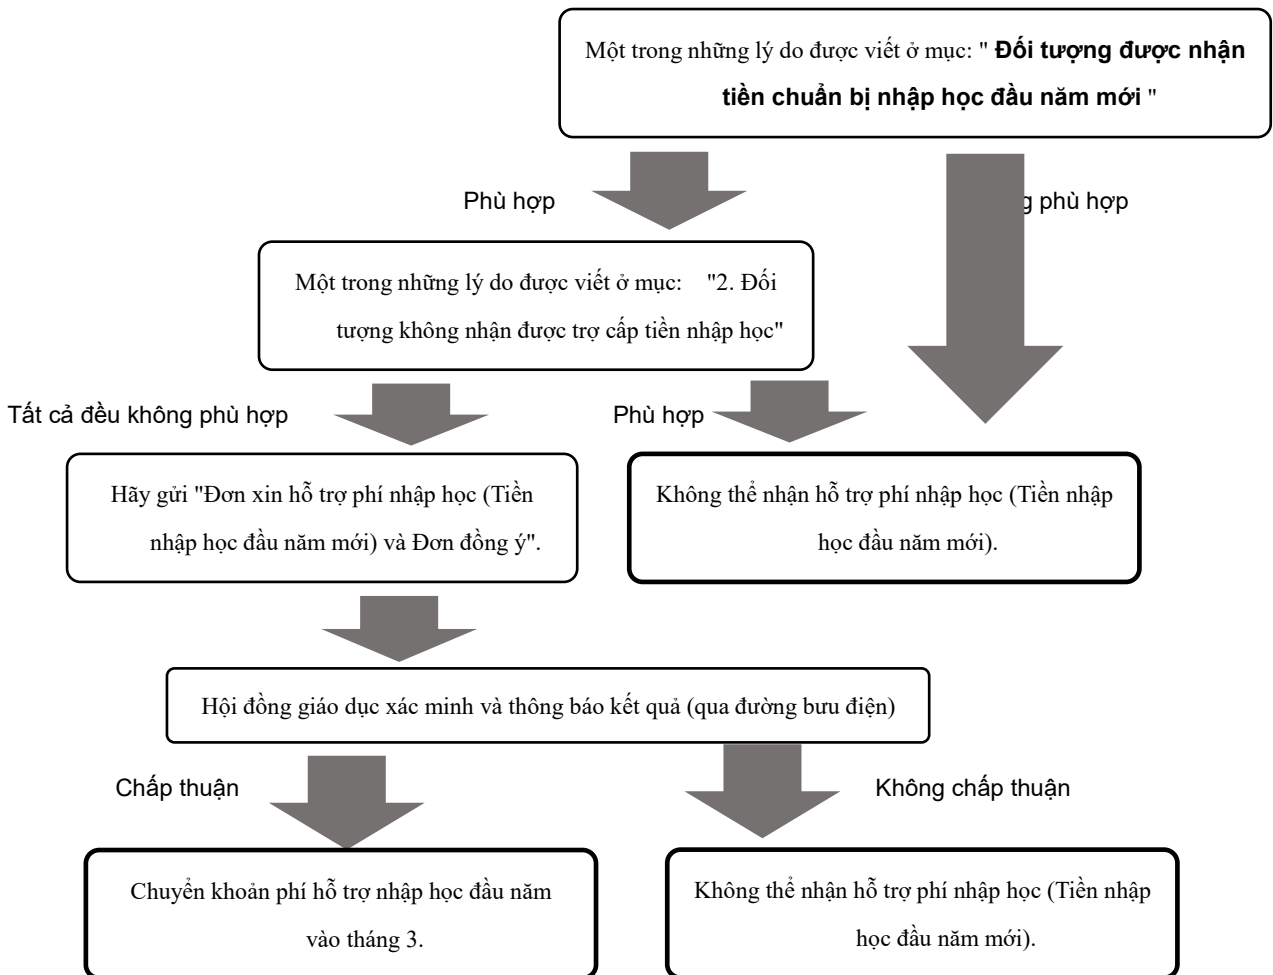 Một trong những lý do được viết ở mục: " Đối tượng được nhận
tiền chuẩn bị nhập học đầu năm mới "
Phù hợp
phù hợp
Một trong những lý do được viết ở mục: "2. Đối
tượng không nhận được trợ cấp tiền nhập học"
Tất cả đều không phù hợp
Phù hợp
Hãy gửi "Đơn xin hỗ trợ phí nhập học (Tiền
nhập học đầu năm mới) và Đơn đồng ý".
Không thể nhận hỗ trợ phí nhập học (Tiền nhập
học đầu năm mới).
Hội đồng giáo dục xác minh và thông báo kết quả (qua đường bưu điện)
Chấp thuận
Không chấp thuận
Chuyển khoản phí hỗ trợ nhập học đầu năm
vào tháng 3.
Không thể nhận hỗ trợ phí nhập học (Tiền nhập
học đầu năm mới).